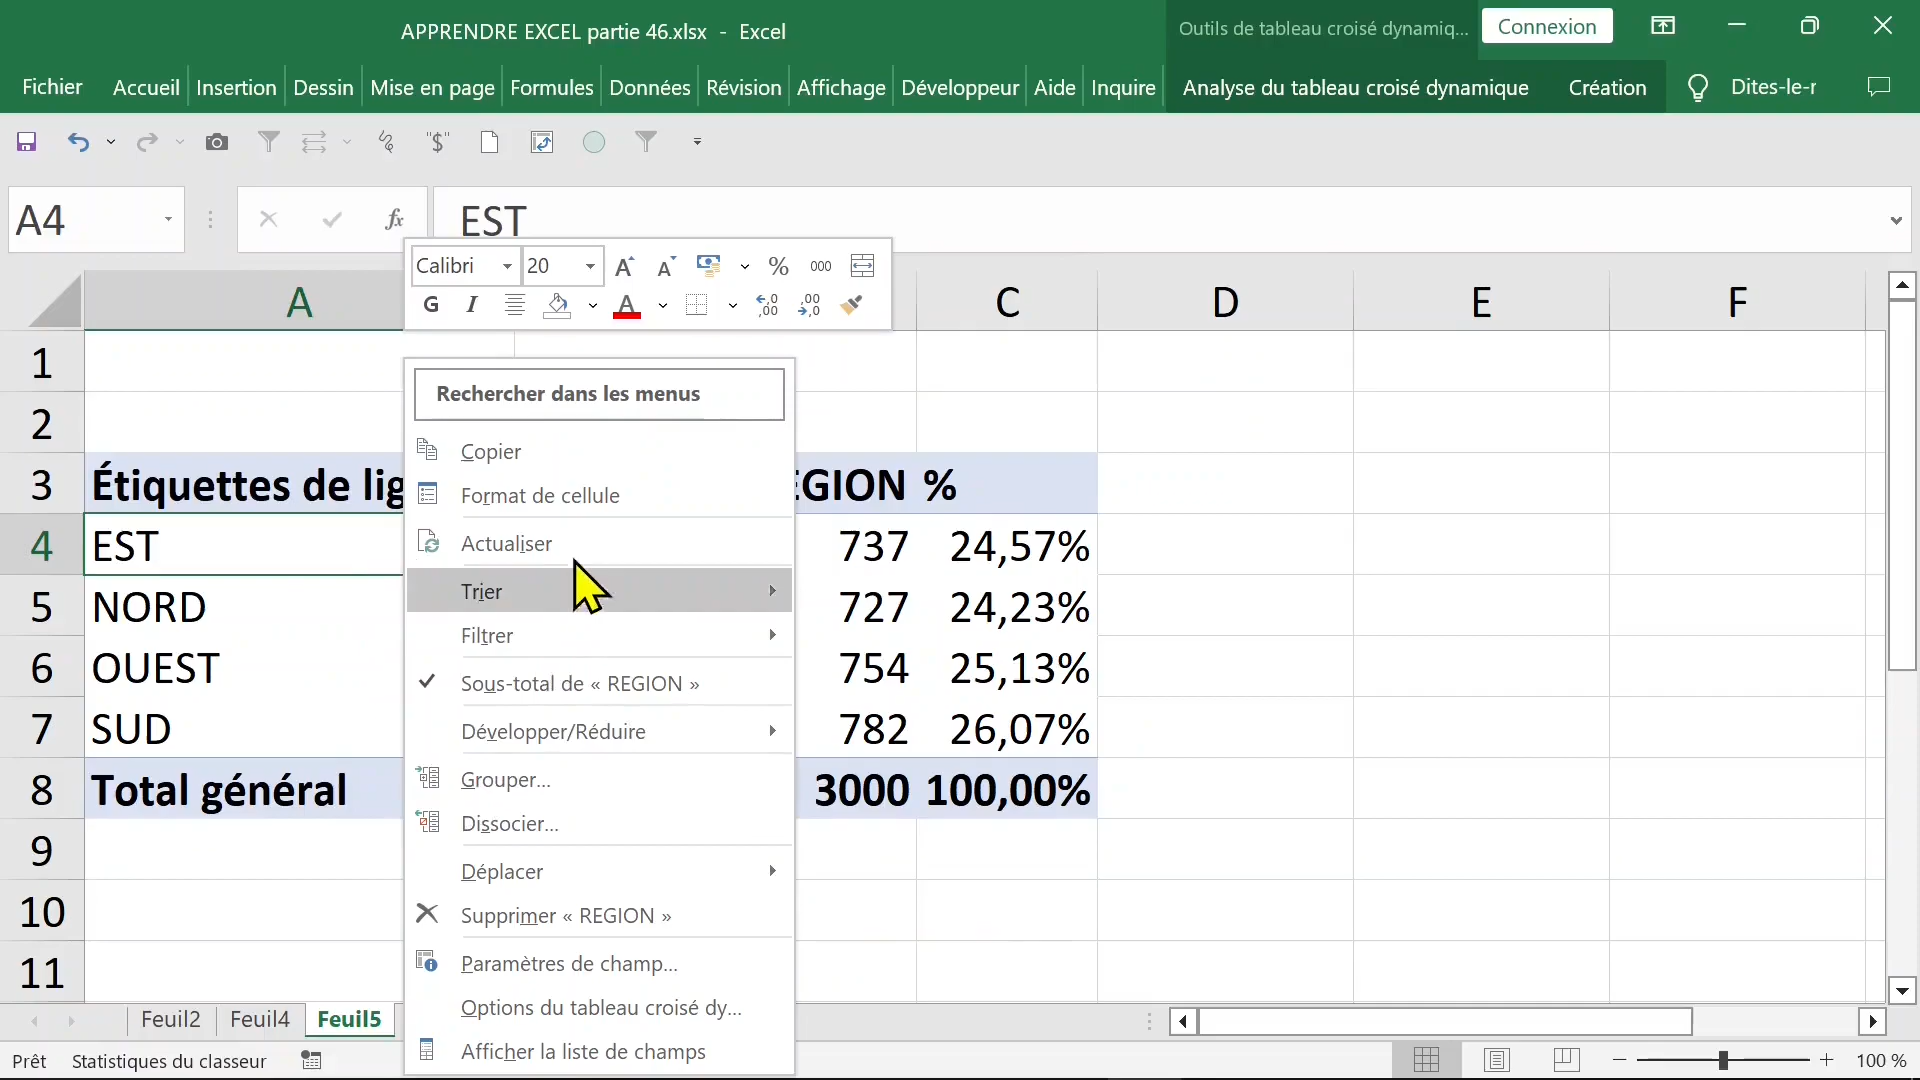 APPRENDRE EXCEL partie 46.xlsx - Excel
Outils de tableau croisé dynamiq...
Connexion
Fichier Accueil Insertion Dessin Mise en page Formules Données Révision Affichage Développeur Aide Inquire Analyse du tableau croisé dynamique Création Dites-le-r
"$"
A4 fx EST
Calibri 20 % 000
G I A
A B C D E F
1
2
3 Étiquettes de lig EGION %
4 EST 737 24,57%
5 NORD 727 24,23%
6 OUEST 754 25,13%
7 SUD 782 26,07%
8 Total général 3000 100,00%
9
10
11
Rechercher dans les menus
Copier
Format de cellule
Actualiser
Trier
Filtrer
Sous-total de « REGION »
Développer/Réduire
Grouper...
Dissocier...
Déplacer
Supprimer « REGION »
Paramètres de champ...
Options du tableau croisé dy...
Afficher la liste de champs
Feuil2 Feuil4 Feuil5
Prêt Statistiques du classeur 100 %